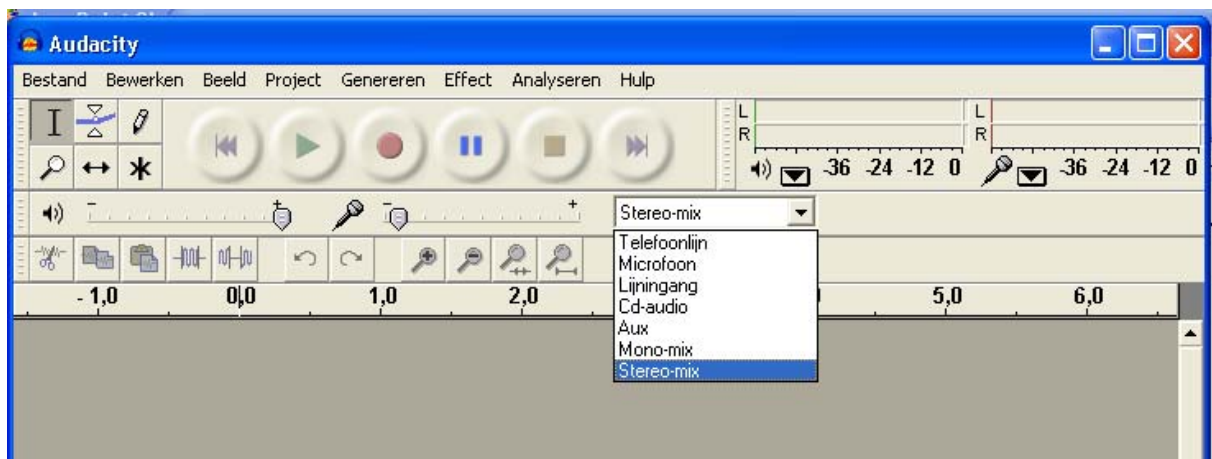 Audacity
Bestand Bewerken Beeld Project Genereren Effect Analyseren Hulp
L
R
-36 -24 -12 0
L
R
-36 -24 -12 0
- + - +
Stereo-mix
Telefoonlijn
Microfoon
Lijningang
Cd-audio
Aux
Mono-mix
Stereo-mix
- 1,0 0,0 1,0 2,0 5,0 6,0